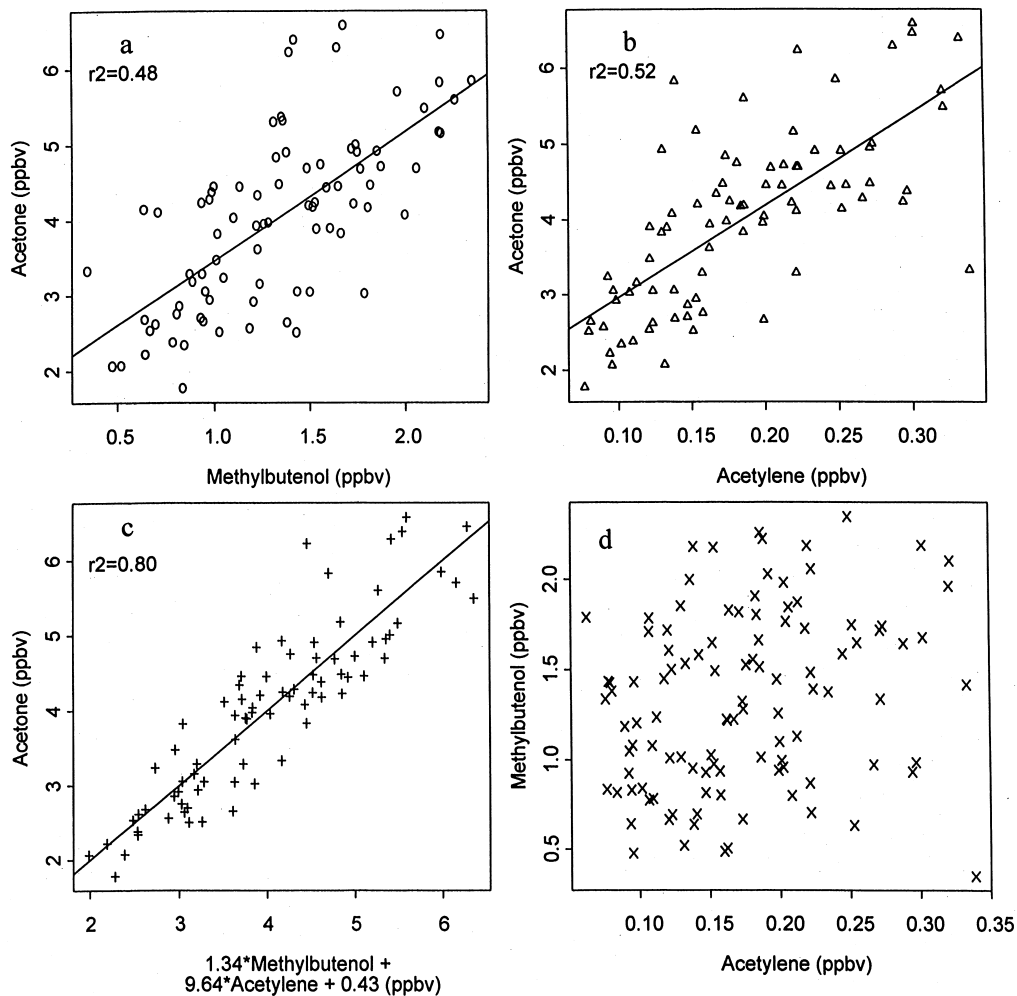 a
r2=0.48
Acetone (ppbv)
6
5
4
3
2
0.5 1.0 1.5 2.0
Methylbutenol (ppbv)
b
r2=0.52
Acetone (ppbv)
6
5
4
3
2
0.10 0.15 0.20 0.25 0.30
Acetylene (ppbv)
c
r2=0.80
Acetone (ppbv)
6
5
4
3
2
2 3 4 5 6
1.34*Methylbutenol +
9.64*Acetylene + 0.43 (ppbv)
d
Methylbutenol (ppbv)
2.0
1.5
1.0
0.5
0.10 0.15 0.20 0.25 0.30 0.35
Acetylene (ppbv)